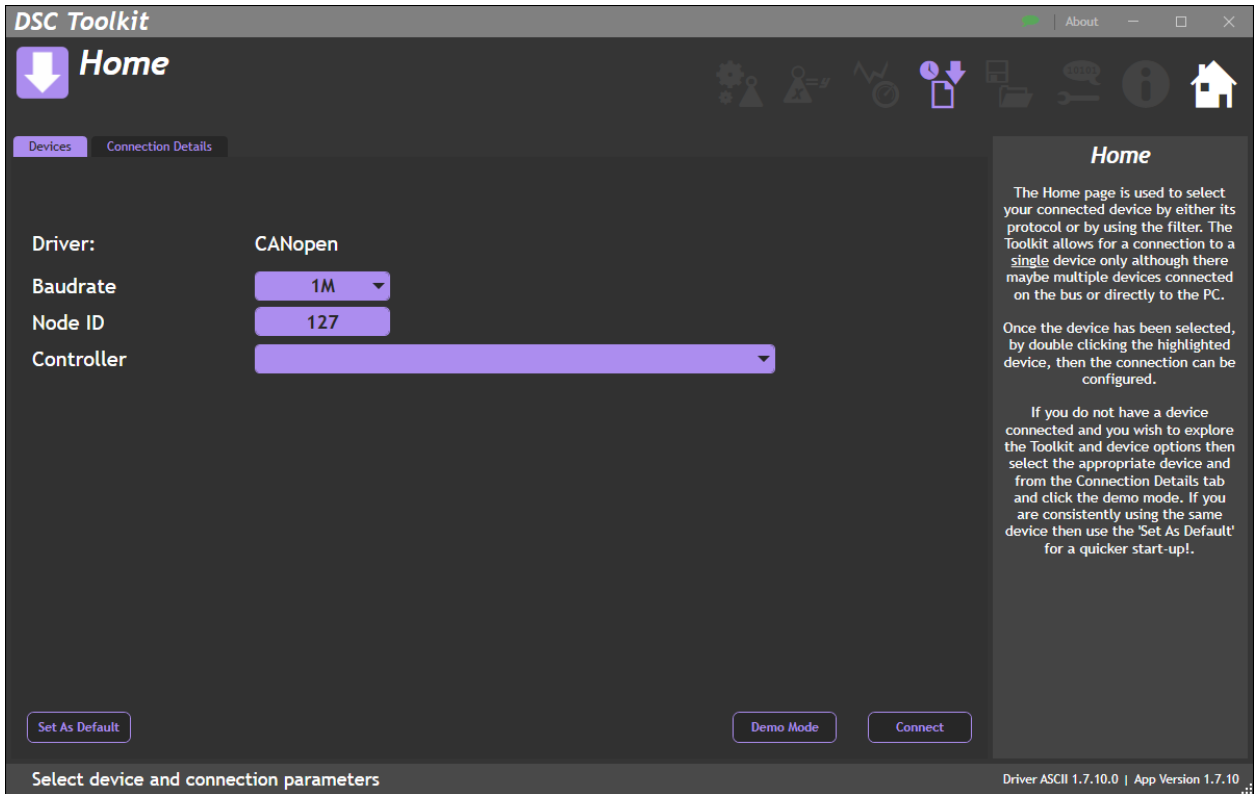 DSC Toolkit
About
Home
Devices
Connection Details
Driver:
CANopen
Baudrate
1M
Node ID
127
Controller
Set As Default
Demo Mode
Connect
Home
The Home page is used to select
your connected device by either its
protocol or by using the filter. The
Toolkit allows for a connection to a
single device only although there
maybe multiple devices connected
on the bus or directly to the PC.
Once the device has been selected,
by double clicking the highlighted
device, then the connection can be
configured.
If you do not have a device
connected and you wish to explore
the Toolkit and device options then
select the appropriate device and
from the Connection Details tab
and click the demo mode. If you
are consistently using the same
device then use the 'Set As Default'
for a quicker start-up!.
Select device and connection parameters
Driver ASCII 1.7.10.0 | App Version 1.7.10